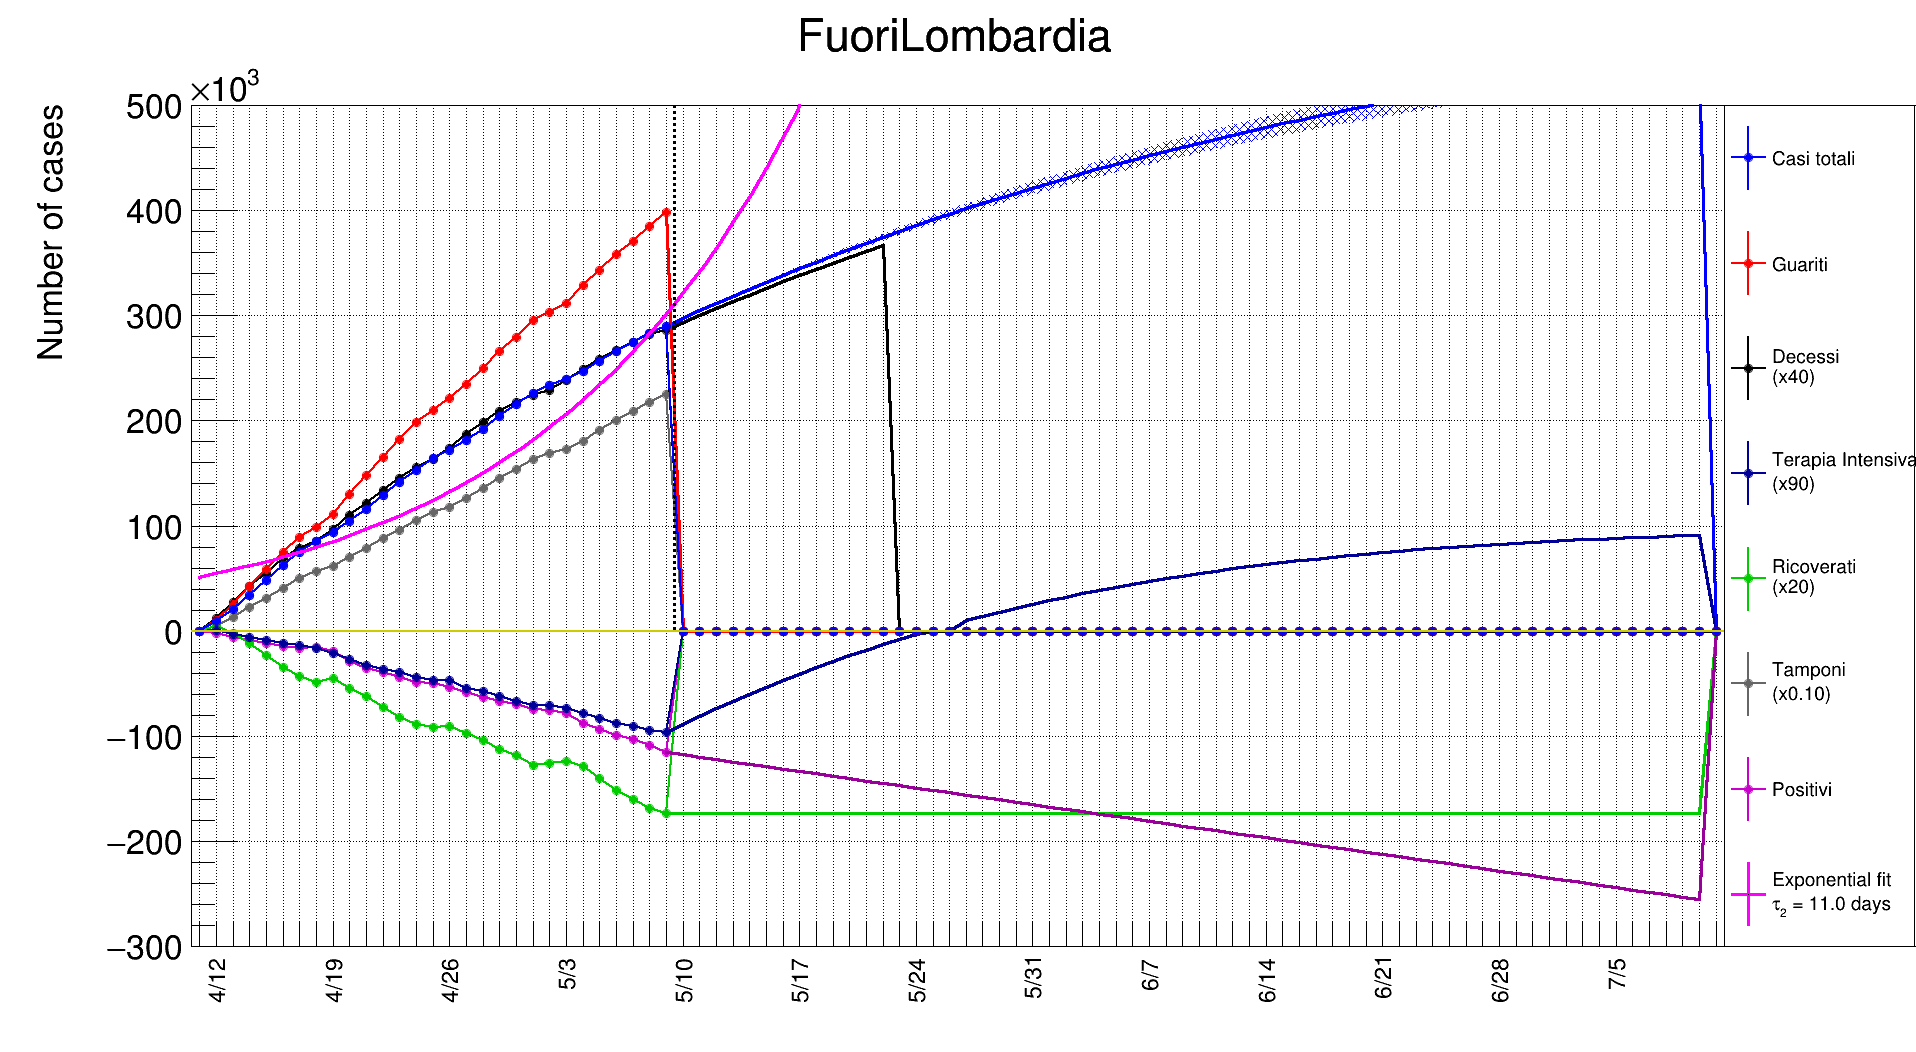 FuoriLombardia
×10³
Number of cases
500
400
300
200
100
0
−100
−200
−300
4/12
4/19
4/26
5/3
5/10
5/17
5/24
5/31
6/7
6/14
6/21
6/28
7/5
Casi totali
Guariti
Decessi
(x40)
Terapia Intensiva
(x90)
Ricoverati
(x20)
Tamponi
(x0.10)
Positivi
Exponential fit
τ₂ = 11.0 days